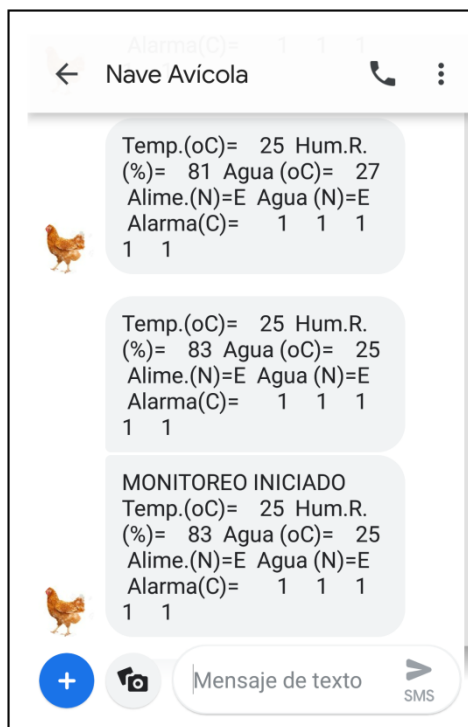 Alarma(C)= 1 1 1
Nave Avícola
Temp.(oC)= 25 Hum.R.
(%)= 81 Agua (oC)= 27
Alime.(N)=E Agua (N)=E
Alarma(C)= 1 1 1
1 1
Temp.(oC)= 25 Hum.R.
(%)= 83 Agua (oC)= 25
Alime.(N)=E Agua (N)=E
Alarma(C)= 1 1 1
1 1
MONITOREO INICIADO
Temp.(oC)= 25 Hum.R.
(%)= 83 Agua (oC)= 25
Alime.(N)=E Agua (N)=E
Alarma(C)= 1 1 1
1 1
Mensaje de texto
SMS